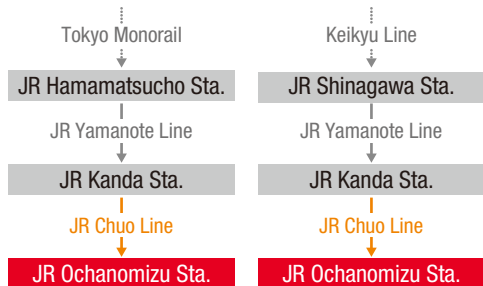 Tokyo Monorail
JR Hamamatsucho Sta.
JR Yamanote Line
JR Kanda Sta.
JR Chuo Line
JR Ochanomizu Sta.
Keikyu Line
JR Shinagawa Sta.
JR Yamanote Line
JR Kanda Sta.
JR Chuo Line
JR Ochanomizu Sta.